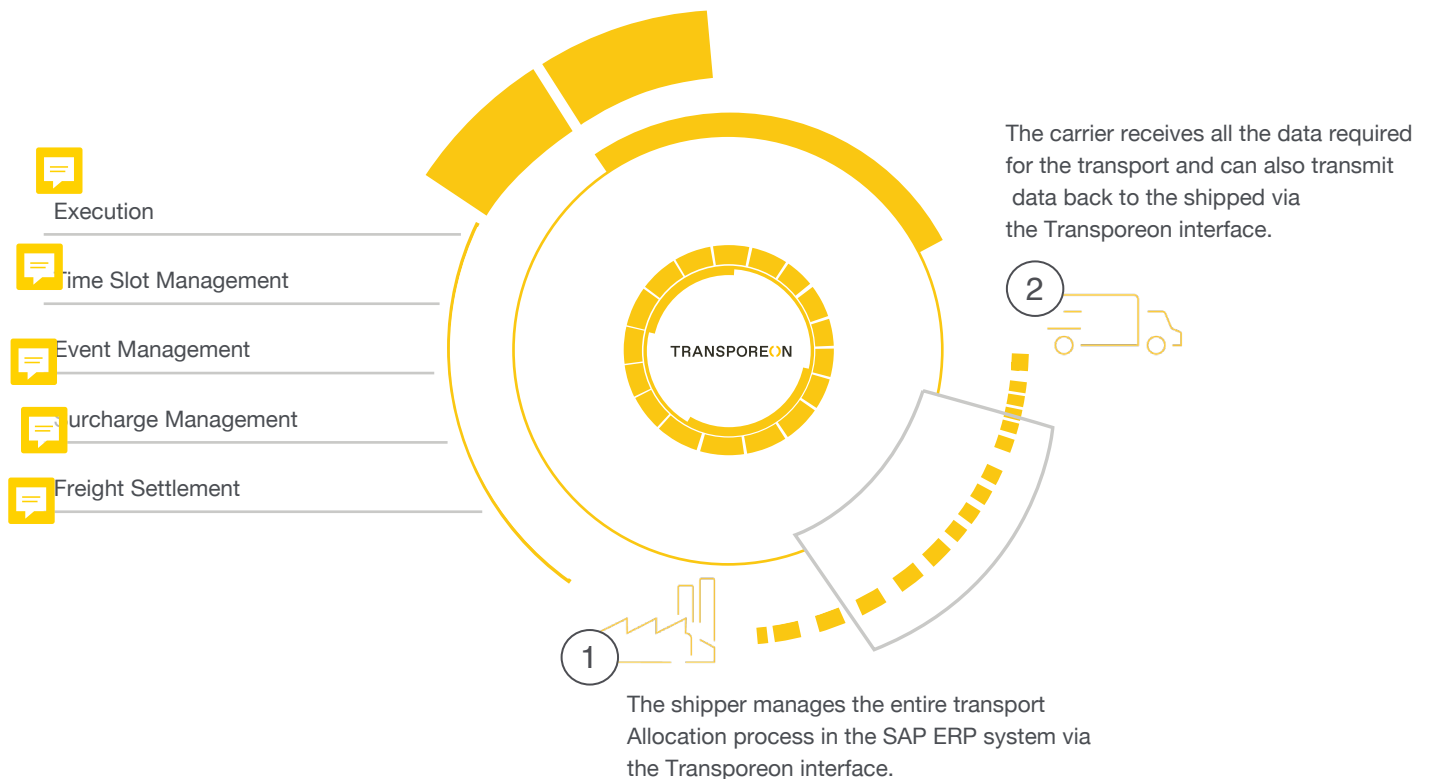 Execution
Time Slot Management
Event Management
Surcharge Management
Freight Settlement
TRANSPOREON
The carrier receives all the data required
for the transport and can also transmit
data back to the shipped via
the Transporeon interface.
2
1
The shipper manages the entire transport
Allocation process in the SAP ERP system via
the Transporeon interface.